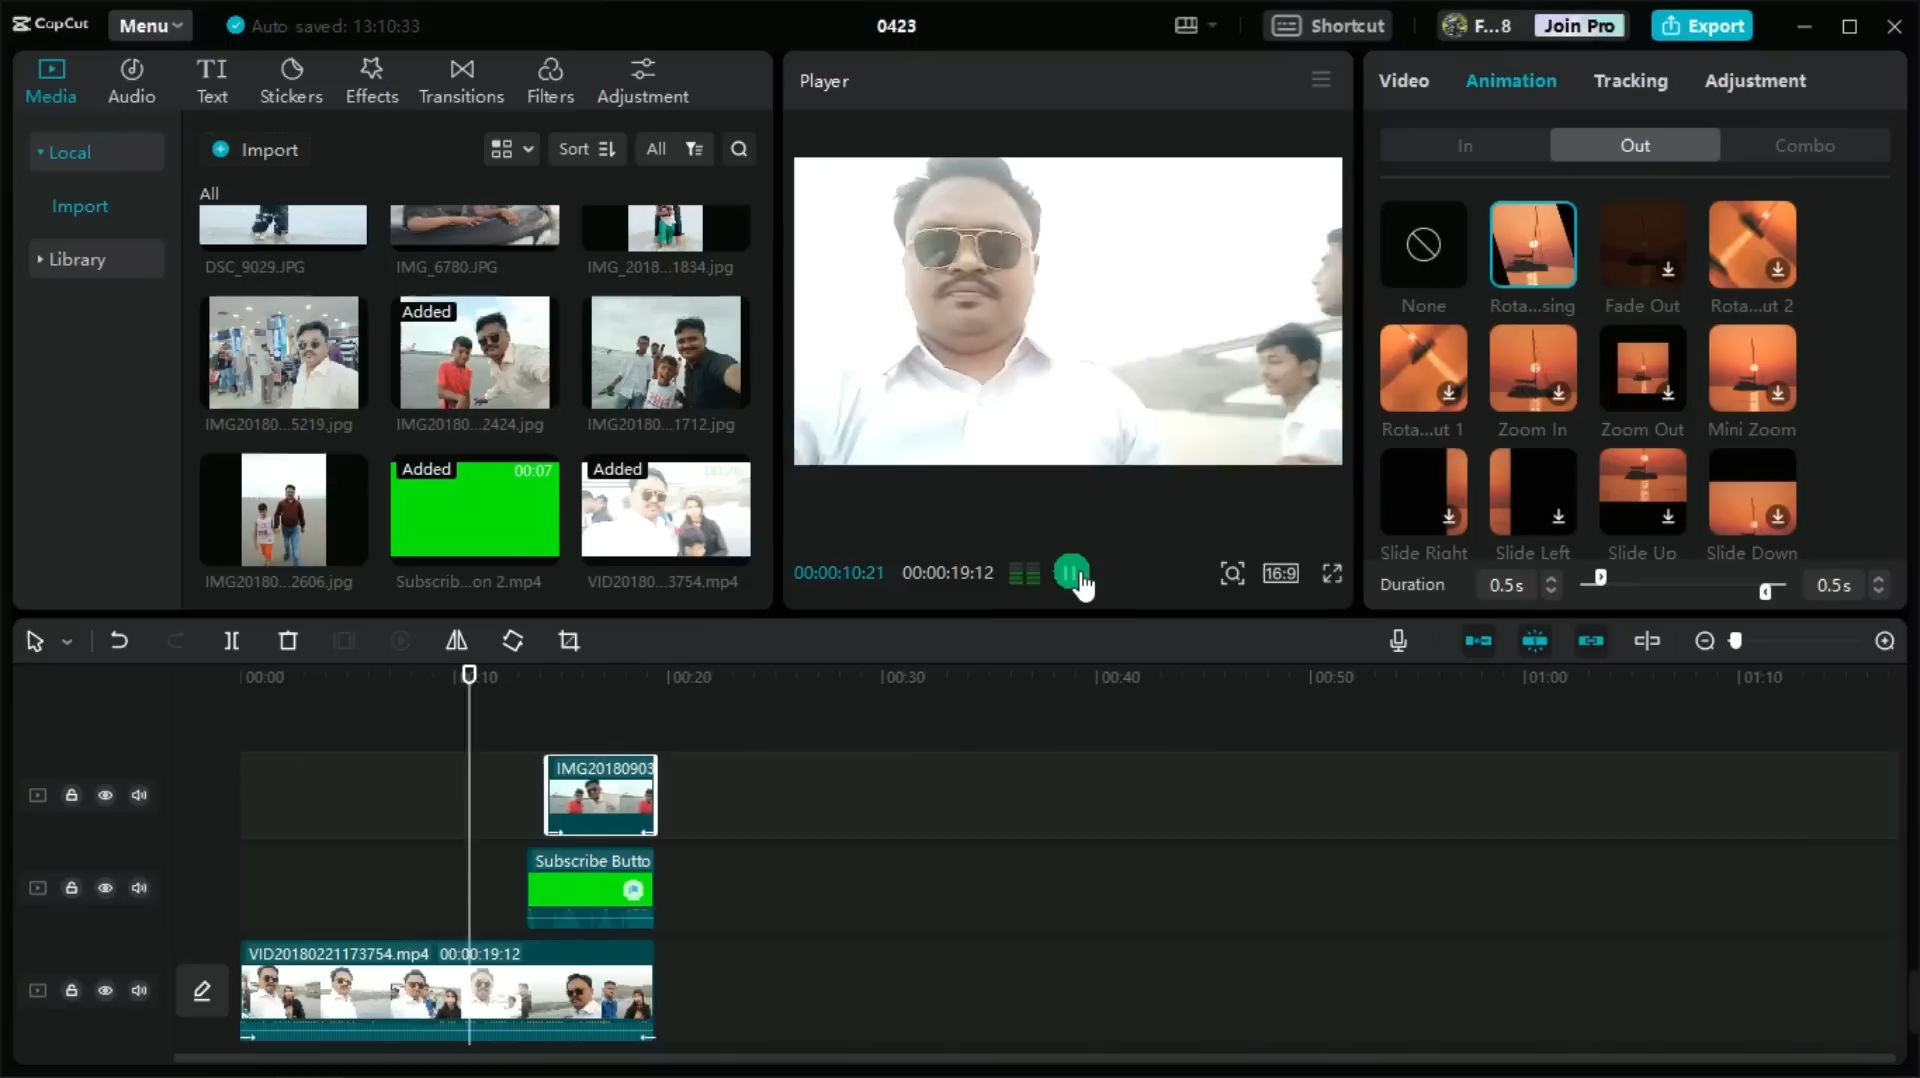 CapCut
Menu
Auto saved: 13:10:33
0423
Shortcut
F...8
Join Pro
Export
Media
Audio
TI
Text
Stickers
Effects
Transitions
Filters
Adjustment
Local
Import
Library
Import
Sort
All
All
DSC_9029.JPG
IMG_6780.JPG
IMG_2018...1834.jpg
Added
IMG20180...5219.jpg
IMG20180...2424.jpg
IMG20180...1712.jpg
Added
00:07
Added
IMG20180...2606.jpg
Subscrib...on 2.mp4
VID20180...3754.mp4
Player
00:00:10:21
00:00:19:12
16:9
Video
Animation
Tracking
Adjustment
In
Out
Combo
None
Rota...sing
Fade Out
Rota...ut 2
Rota...ut 1
Zoom In
Zoom Out
Mini Zoom
Slide Right
Slide Left
Slide Up
Slide Down
Duration
0.5s
0.5s
00:00
10
00:20
00:30
00:40
00:50
01:00
01:10
IMG20180903
Subscribe Butto
VID20180221173754.mp4 00:00:19:12